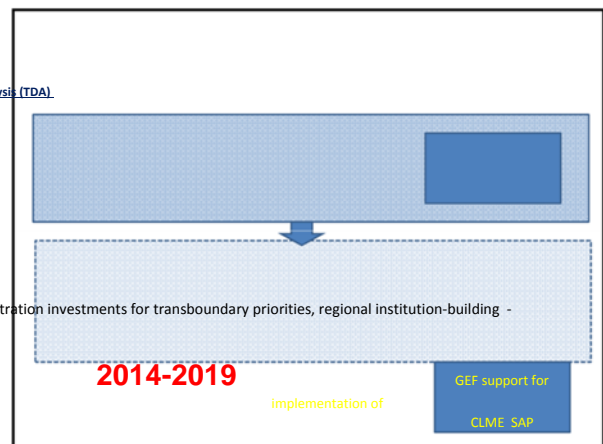 ysis (TDA)
tration investments for transboundary priorities, regional institution-building -
2014-2019
GEF support for
implementation of
CLME SAP